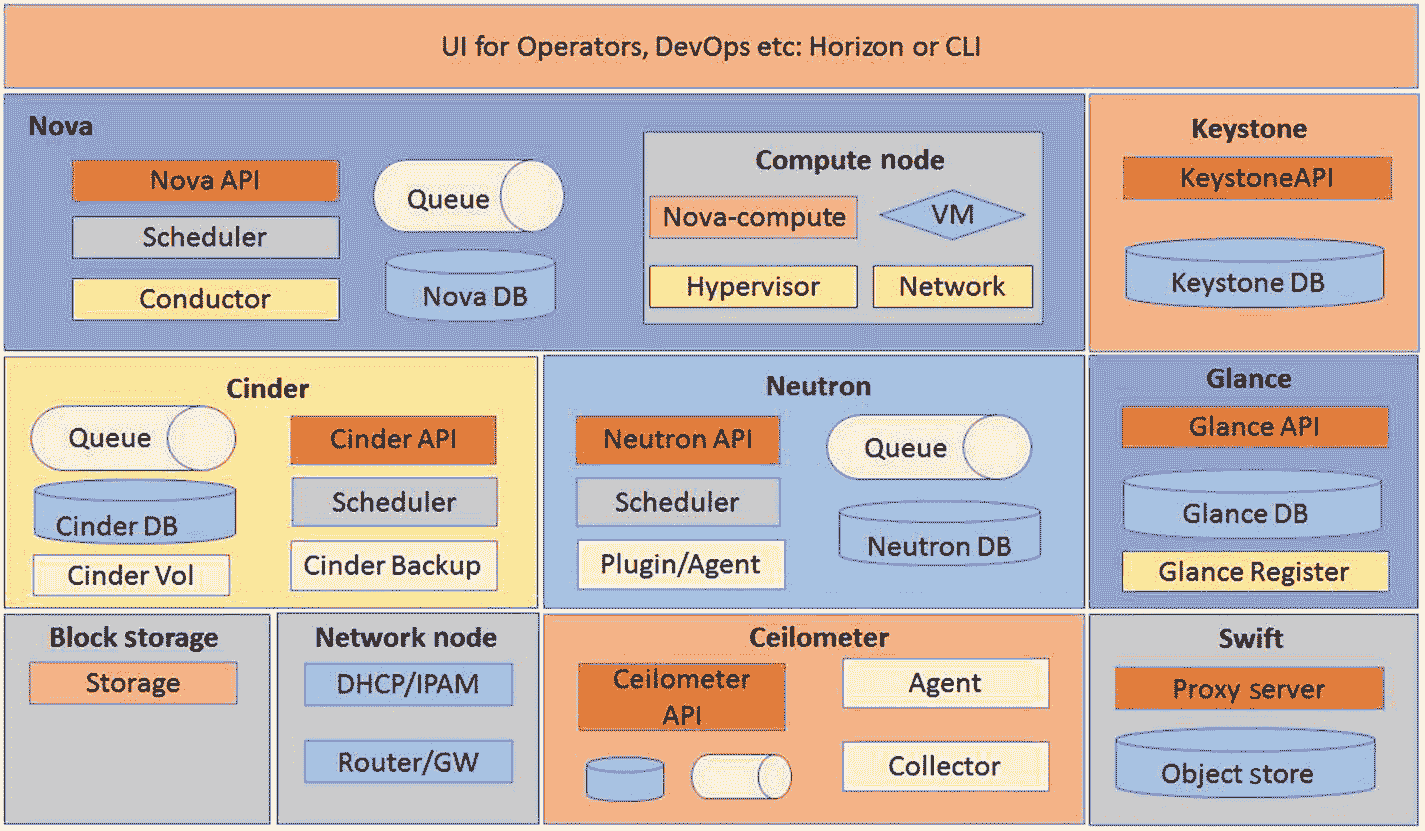 UI for Operators, DevOps etc: Horizon or CLI
Nova
Nova API
Scheduler
Conductor
Queue
Nova DB
Compute node
Nova-compute
VM
Hypervisor
Network
Keystone
KeystoneAPI
Keystone DB
Cinder
Queue
Cinder API
Cinder DB
Scheduler
Cinder Vol
Cinder Backup
Neutron
Neutron API
Queue
Scheduler
Neutron DB
Plugin/Agent
Glance
Glance API
Glance DB
Glance Register
Block storage
Storage
Network node
DHCP/IPAM
Router/GW
Ceilometer
Ceilometer
API
Agent
Collector
Swift
Proxy server
Object store